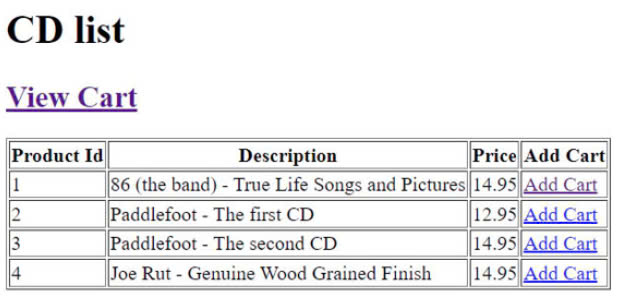 CD list
View Cart
Product Id Description Price Add Cart
1 86 (the band) - True Life Songs and Pictures 14.95 Add Cart
2 Paddlefoot - The first CD 12.95 Add Cart
3 Paddlefoot - The second CD 14.95 Add Cart
4 Joe Rut - Genuine Wood Grained Finish 14.95 Add Cart